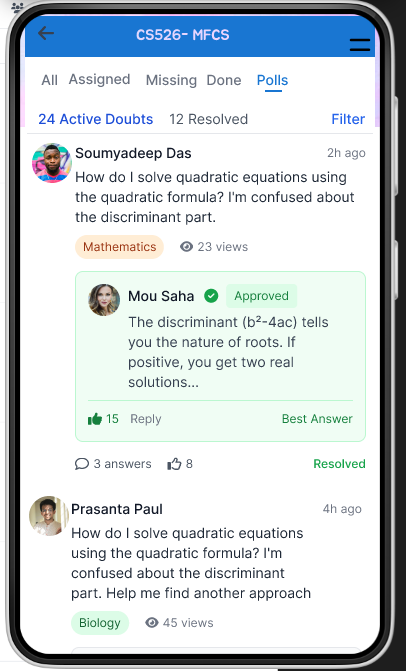 CS526- MFCS
All Assigned Missing Done Polls
24 Active Doubts 12 Resolved Filter
Soumyadeep Das 2h ago
How do I solve quadratic equations using
the quadratic formula? I'm confused about
the discriminant part.
Mathematics 23 views
Mou Saha Approved
The discriminant (b²-4ac) tells
you the nature of roots. If
positive, you get two real
solutions...
15 Reply Best Answer
3 answers 8 Resolved
Prasanta Paul 4h ago
How do I solve quadratic equations
using the quadratic formula? I'm
confused about the discriminant
part. Help me find another approach
Biology 45 views